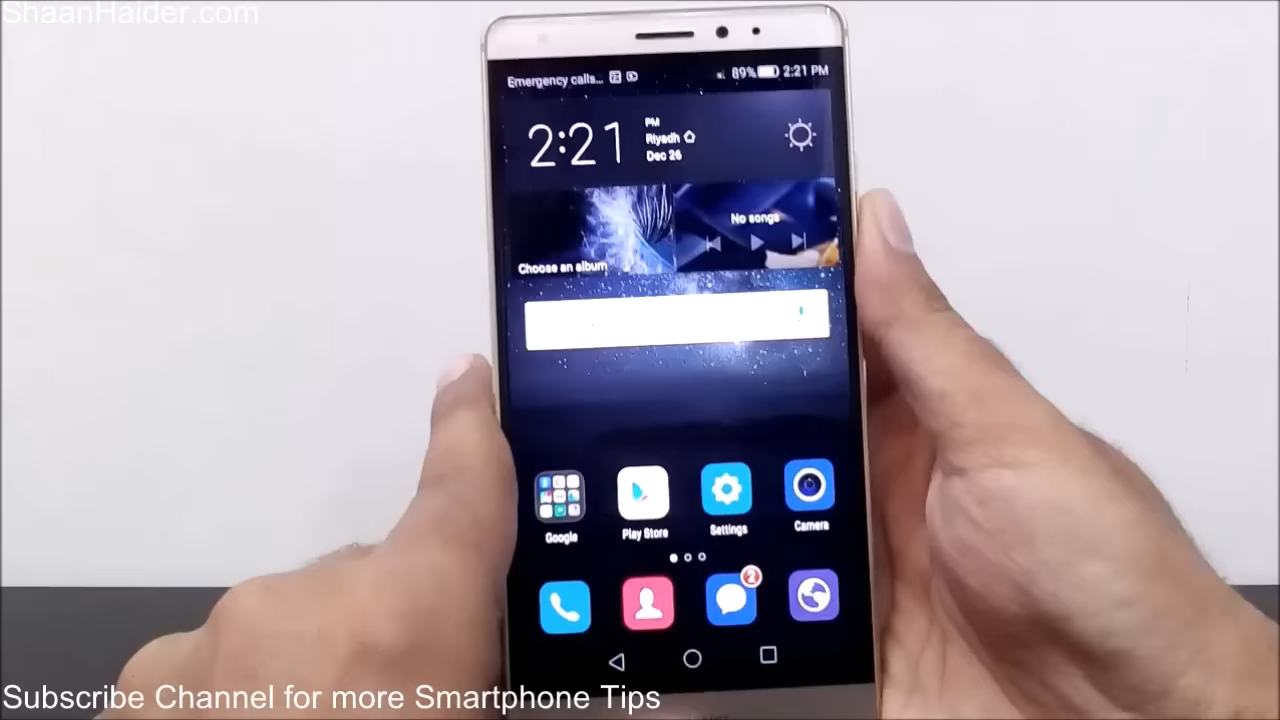 ShaanHaider.com
Emergency calls... 89% 2:21 PM
2:21 PM
Riyadh
Dec 26
No songs
Choose an album
Google Play Store Settings Camera
2
Subscribe Channel for more Smartphone Tips